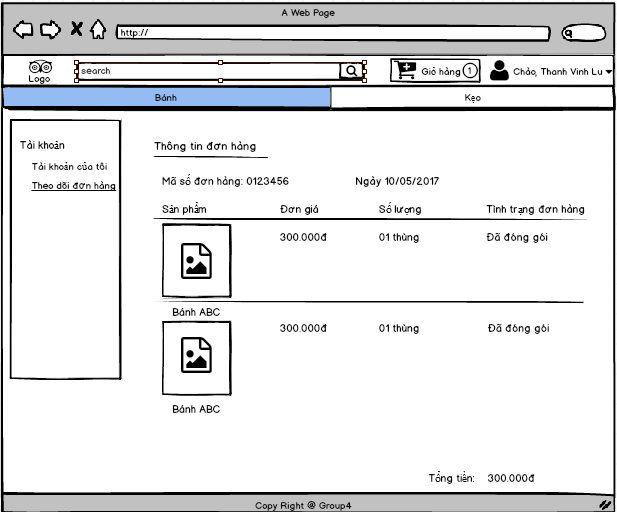 A Web Page
http://
Logo
search
Giỏ hàng 1
Chào, Thanh Vinh Lu
Bánh
Kẹo
Tài khoản
Tài khoản của tôi
Theo dõi đơn hàng
Thông tin đơn hàng
Mã số đơn hàng: 0123456
Ngày 10/05/2017
Sản phẩm Đơn giá Số lượng Tình trạng đơn hàng
300.000đ 01 thùng Đã đóng gói
Bánh ABC
300.000đ 01 thùng Đã đóng gói
Bánh ABC
Tổng tiền: 300.000đ
Copy Right @ Group4